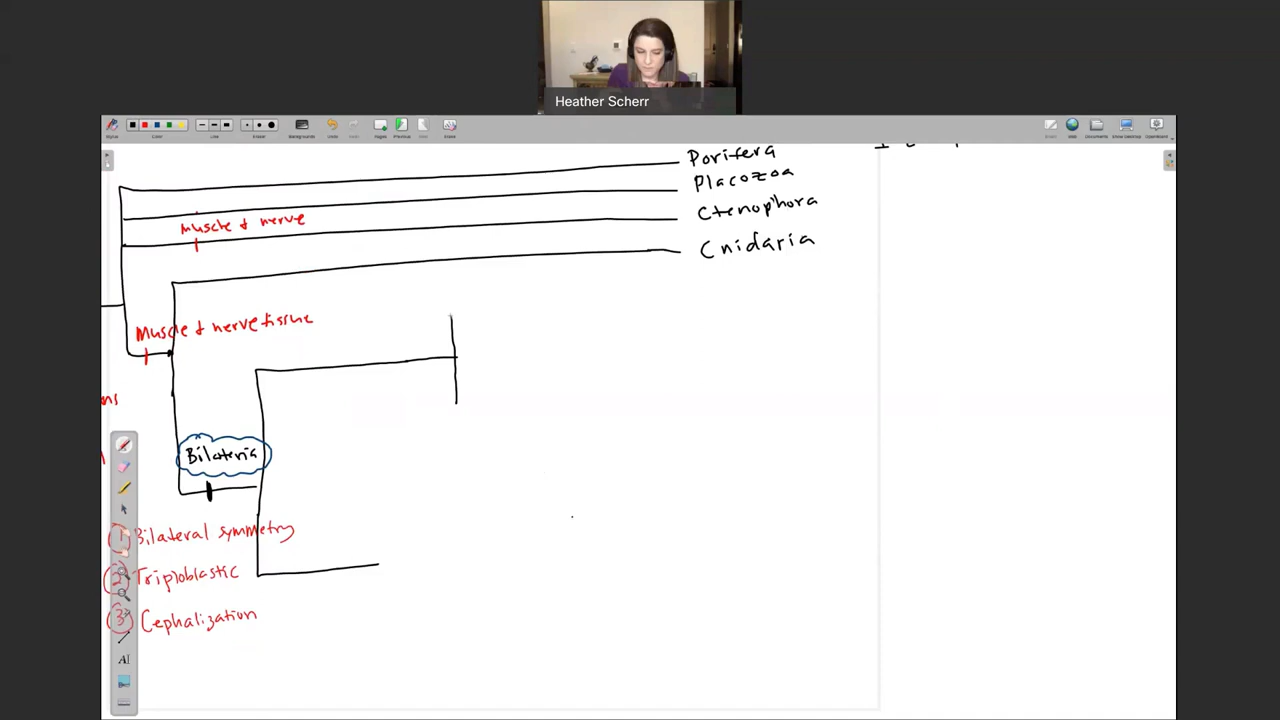 Heather Scherr
Porifera
Placozoa
Muscle & nerve
Ctenophora
Cnidaria
Muscle & nerve tissue
ns
Bilateria
① Bilateral symmetry
② Triploblastic
③ Cephalization